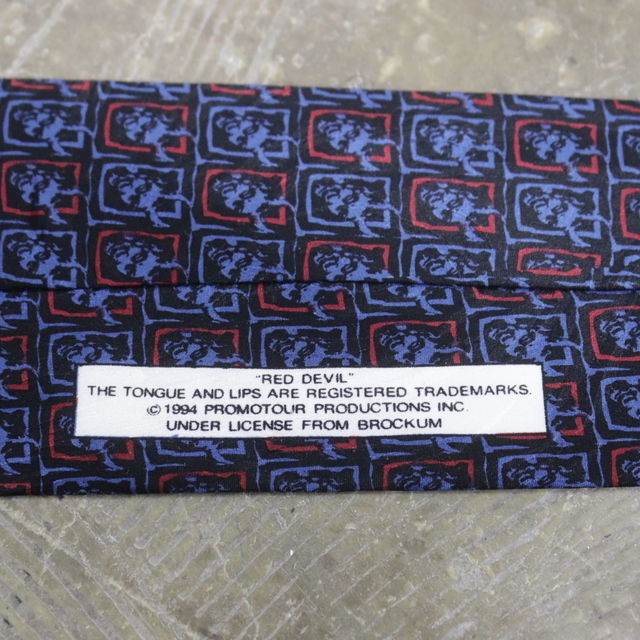 "RED DEVIL"
THE TONGUE AND LIPS ARE REGISTERED TRADEMARKS.
© 1994 PROMOTOUR PRODUCTIONS INC.
UNDER LICENSE FROM BROCKUM